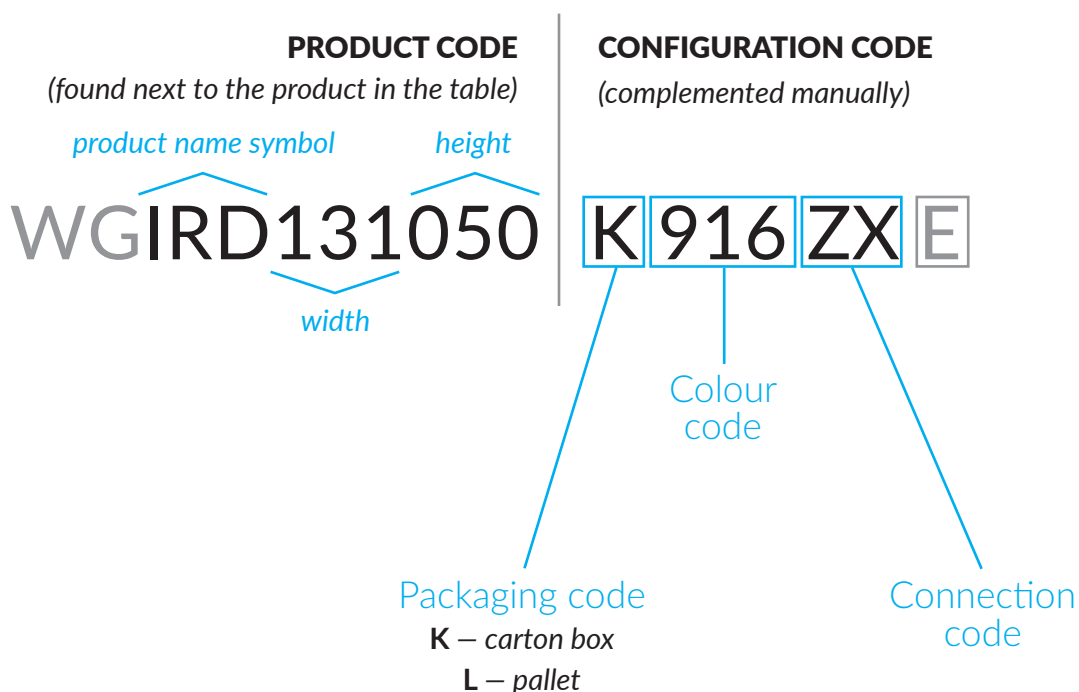 PRODUCT CODE
(found next to the product in the table)
CONFIGURATION CODE
(complemented manually)
product name symbol
height
WGIRD131050 K 916 ZX E
width
Colour
code
Packaging code
K – carton box
L – pallet
Connection
code